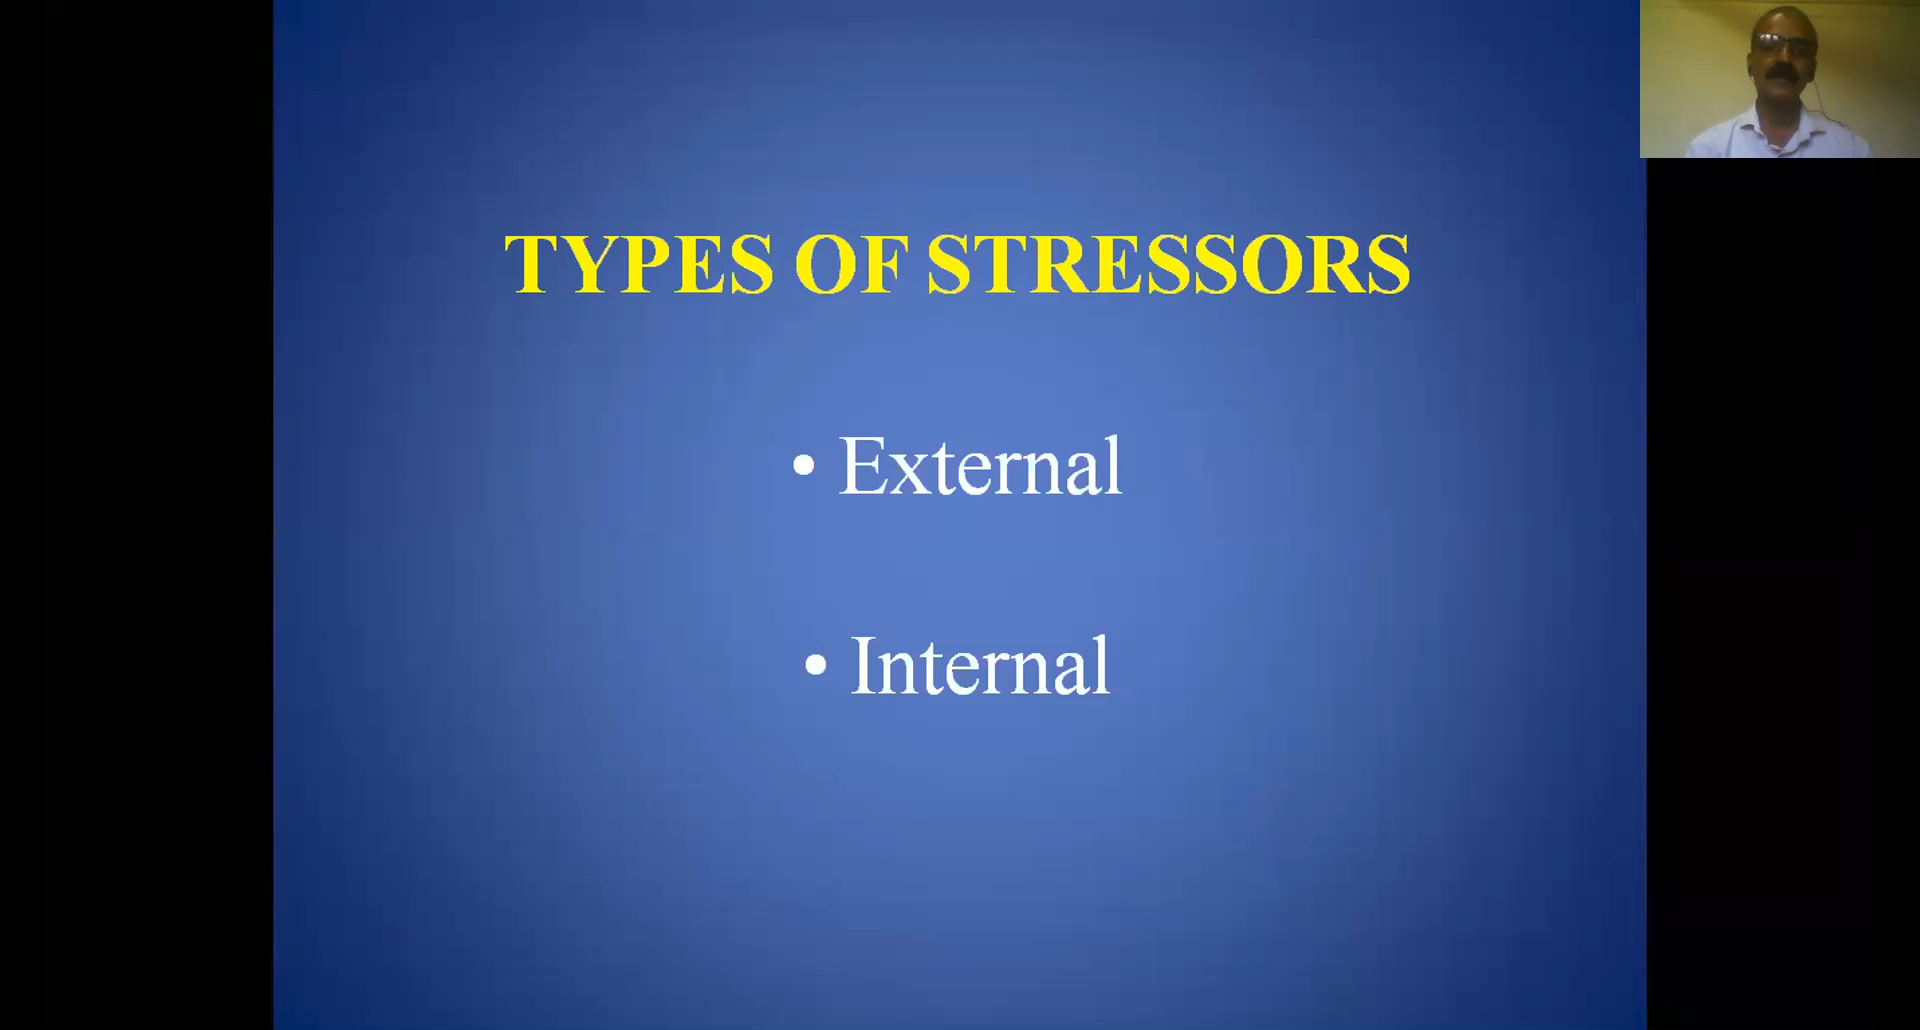 TYPES OF STRESSORS
• External
• Internal